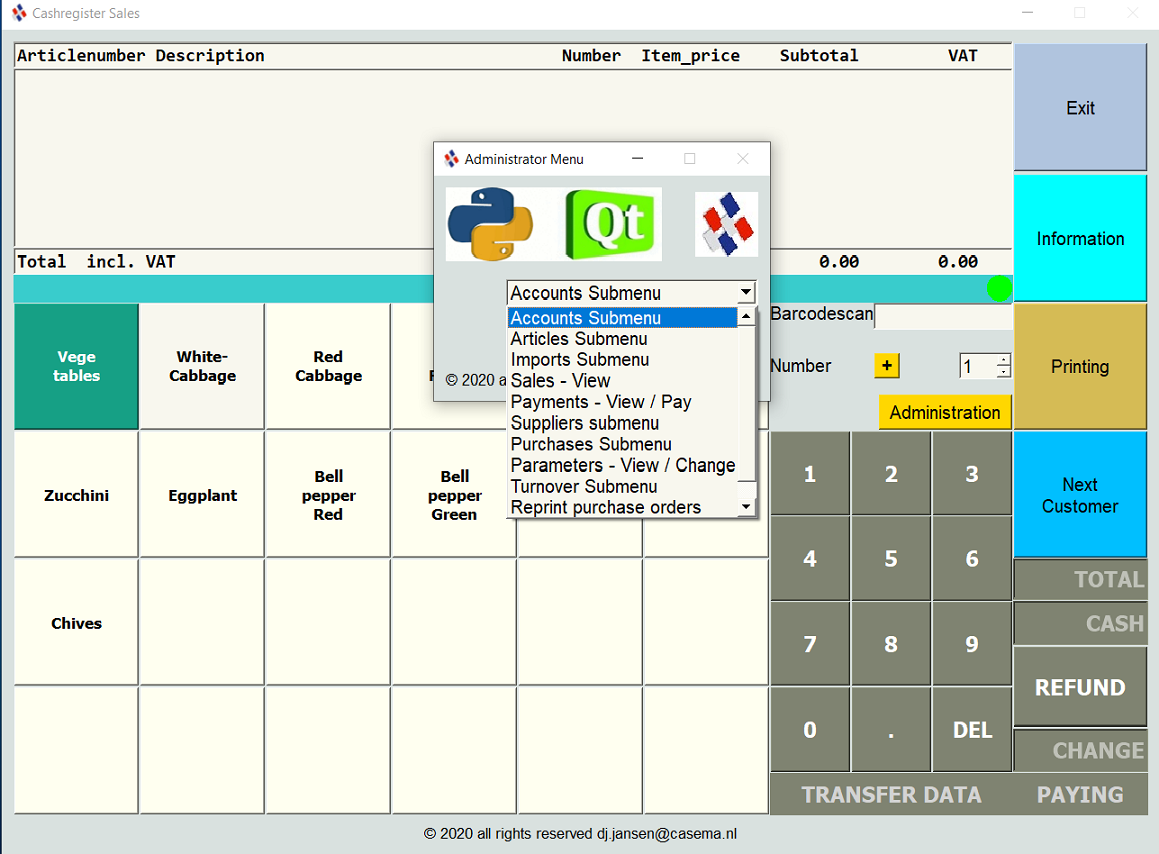 Cashregister Sales
Articlenumber Description Number Item_price Subtotal VAT
Exit
Administrator Menu
Qt
Information
Total incl. VAT 0.00 0.00
Accounts Submenu
Accounts Submenu
Articles Submenu
Imports Submenu
Sales - View
Payments - View / Pay
Suppliers submenu
Purchases Submenu
Parameters - View / Change
Turnover Submenu
Reprint purchase orders
© 2020 a
Barcodescan
Number + 1
Printing
Administration
Vege
tables
White-
Cabbage
Red
Cabbage
Zucchini
Eggplant
Bell
pepper
Red
Bell
pepper
Green
Chives
1 2 3
4 5 6
7 8 9
0 . DEL
Next
Customer
TOTAL
CASH
REFUND
CHANGE
TRANSFER DATA PAYING
© 2020 all rights reserved dj.jansen@casema.nl